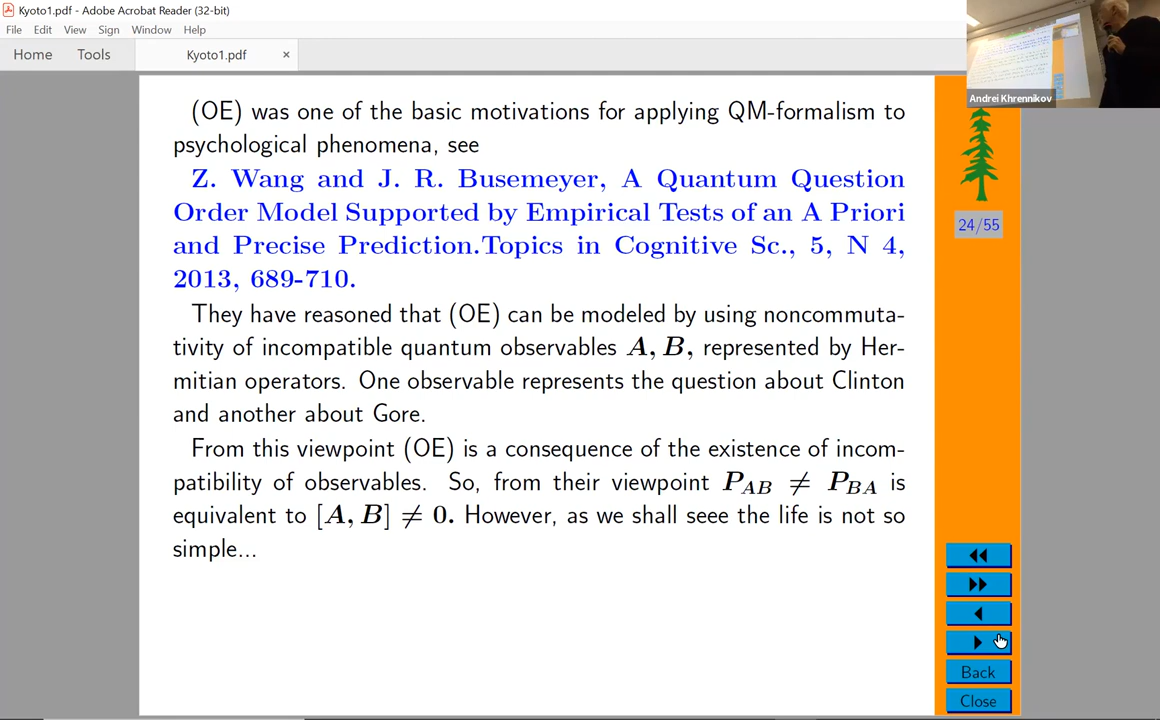 Kyoto1.pdf - Adobe Acrobat Reader (32-bit)
File Edit View Sign Window Help
Home Tools Kyoto1.pdf ×
Andrei Khrennikov
(OE) was one of the basic motivations for applying QM-formalism to
psychological phenomena, see
Z. Wang and J. R. Busemeyer, A Quantum Question
Order Model Supported by Empirical Tests of an A Priori
and Precise Prediction.Topics in Cognitive Sc., 5, N 4,
2013, 689-710.
They have reasoned that (OE) can be modeled by using noncommuta-
tivity of incompatible quantum observables A, B, represented by Her-
mitian operators. One observable represents the question about Clinton
and another about Gore.
From this viewpoint (OE) is a consequence of the existence of incom-
patibility of observables. So, from their viewpoint P_AB ≠ P_BA is
equivalent to [A, B] ≠ 0. However, as we shall seee the life is not so
simple...
24/55
Back
Close